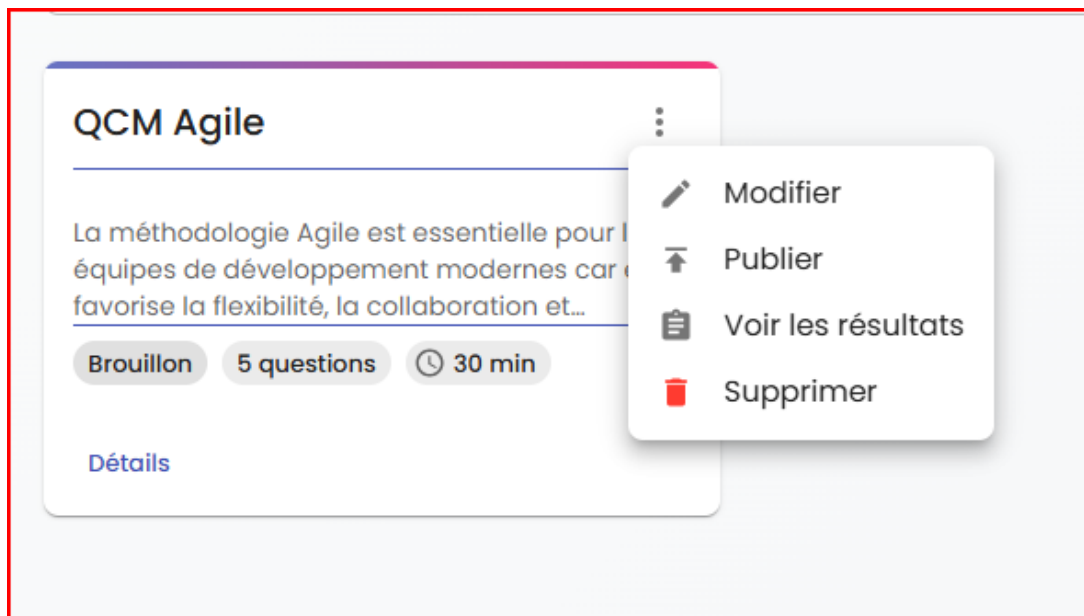 QCM Agile
Modifier
La méthodologie Agile est essentielle pour
Publier
équipes de développement modernes car
favorise la flexibilité, la collaboration et...
Voir les résultats
Brouillon 5 questions 30 min
Supprimer
Détails